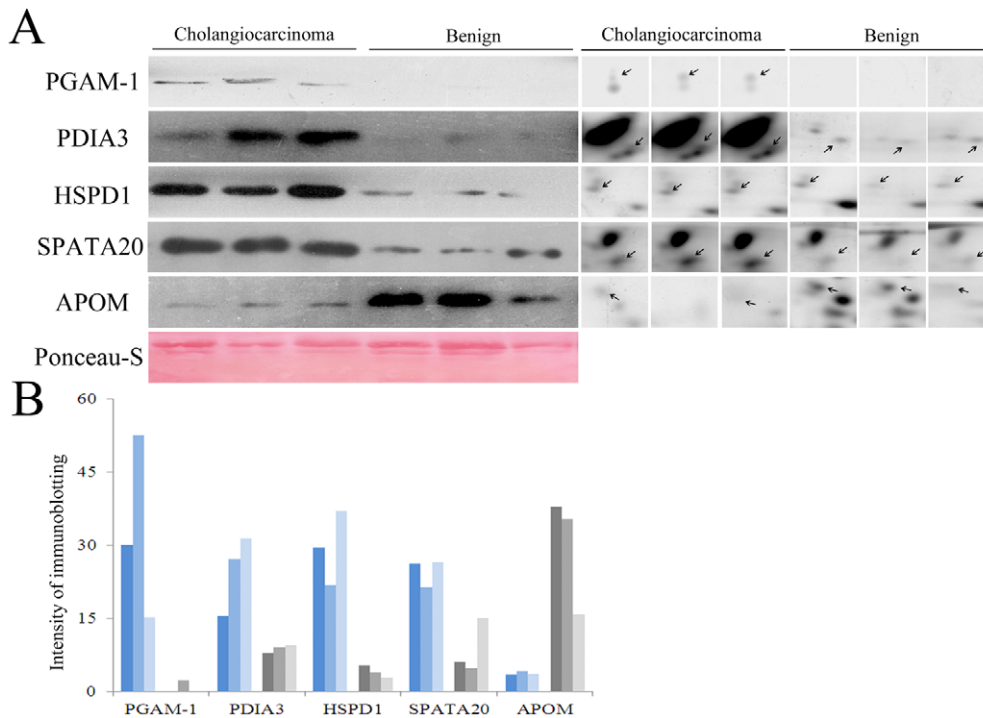 A
Cholangiocarcinoma Benign Cholangiocarcinoma Benign
PGAM-1
PDIA3
HSPD1
SPATA20
APOM
Ponceau-S
B
Intensity of immunoblotting
60
45
30
15
0
PGAM-1 PDIA3 HSPD1 SPATA20 APOM